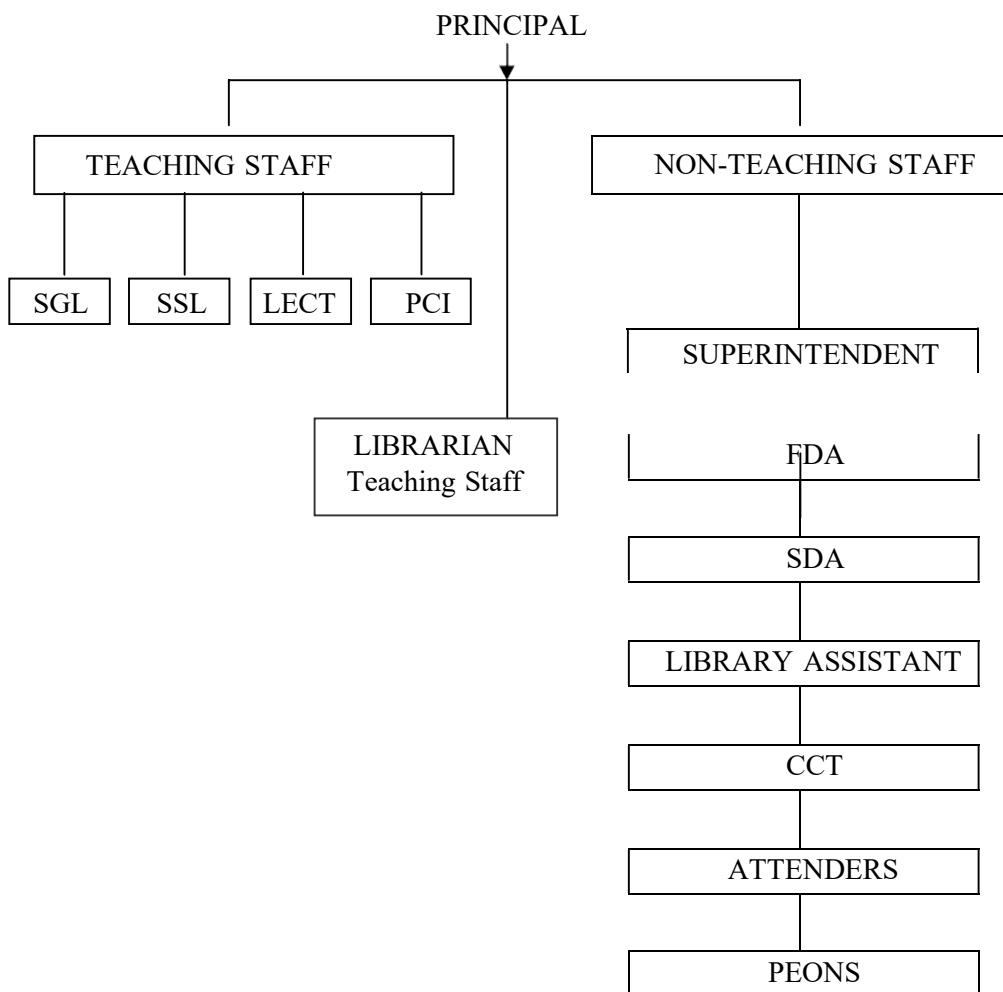 PRINCIPAL
TEACHING STAFF
NON-TEACHING STAFF
SGL
SSL
LECT
PCI
SUPERINTENDENT
LIBRARIAN
Teaching Staff
FDA
SDA
LIBRARY ASSISTANT
CCT
ATTENDERS
PEONS